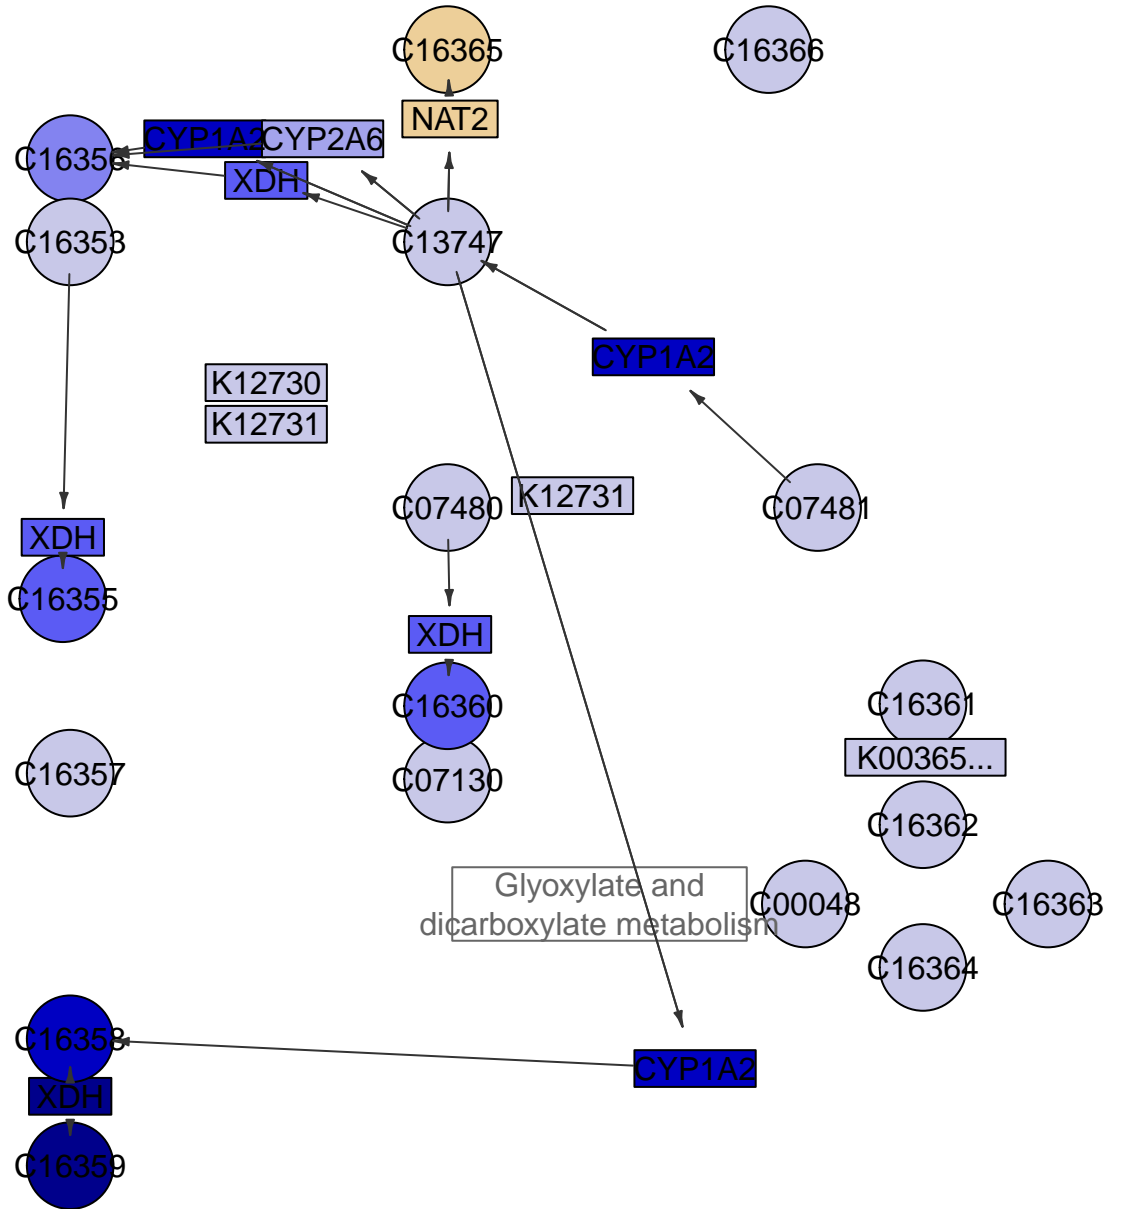 C16365
C16366
NAT2
CYP1A2
CYP2A6
C16356
XDH
C16353
C13747
CYP1A2
K12730
K12731
K12731
C07480
C07481
XDH
C16355
XDH
C16360
C16361
K00365...
C16357
C07130
C16362
Glyoxylate and
dicarboxylate metabolism
C00048
C16363
C16364
C16358
CYP1A2
XDH
C16359